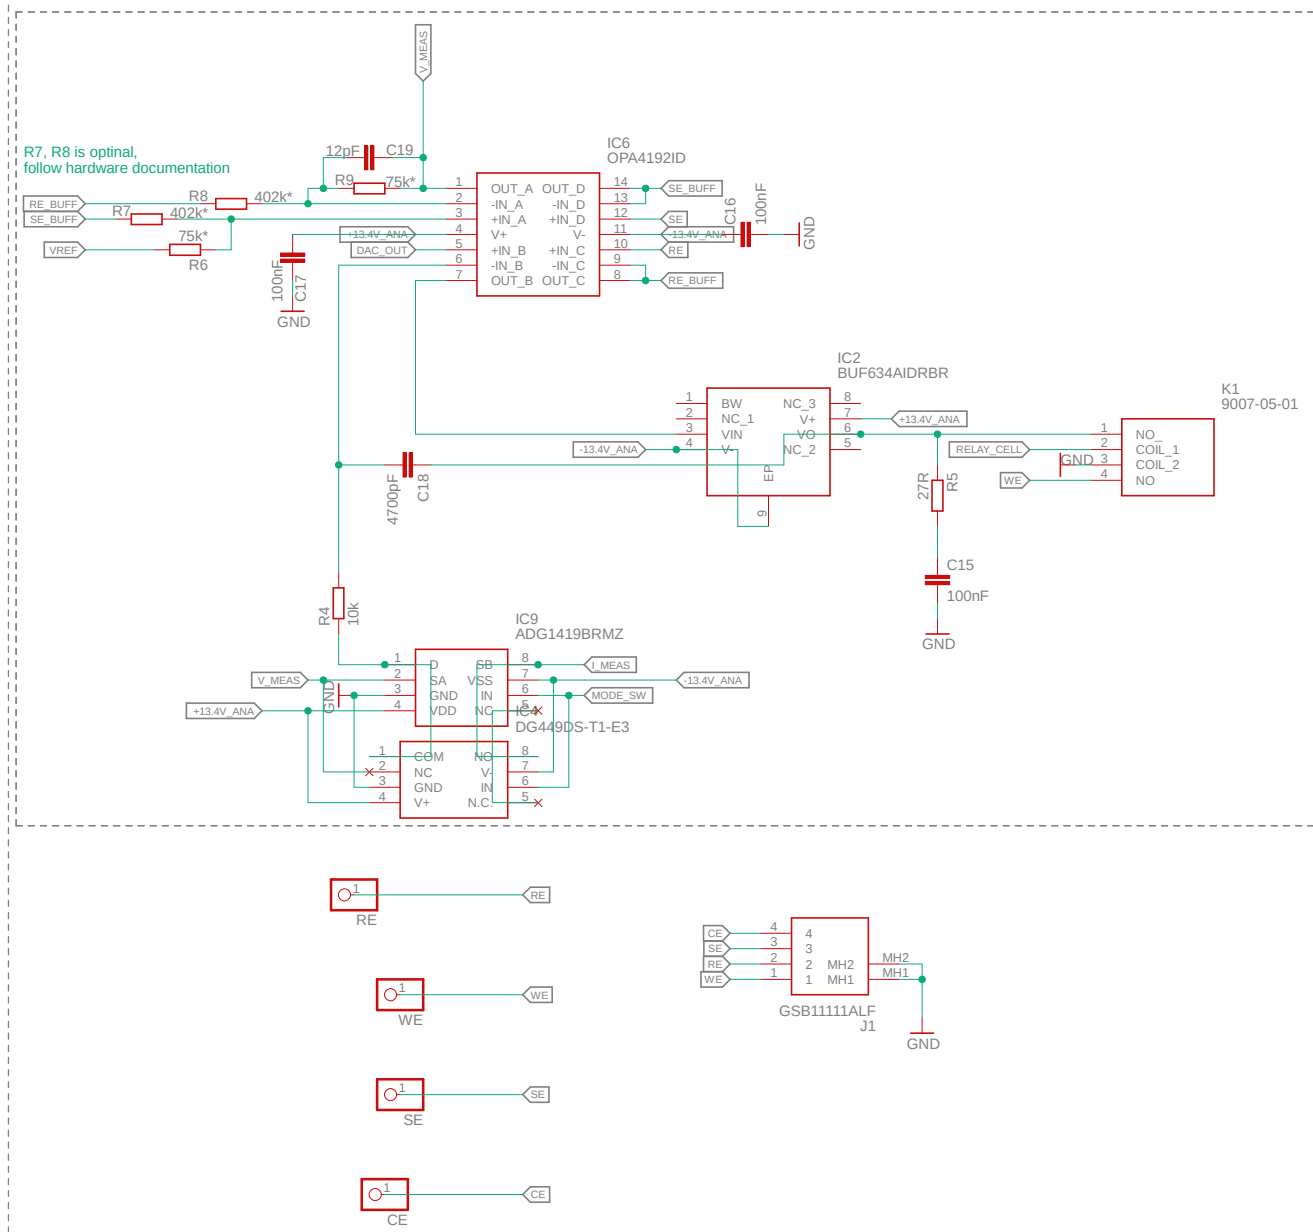 V_MEAS
R7, R8 is optinal,
follow hardware documentation
12pF C19
R9 75k*
RE_BUFF R8 402k*
SE_BUFF R7 402k*
VREF 75k*
R6
+13.4V_ANA
DAC_OUT
100nF C17
GND
IC6
OPA4192ID
1 OUT_A OUT_D 14 SE_BUFF
2 -IN_A -IN_D 13
3 +IN_A +IN_D 12 SE
4 V+ V- 11 -13.4V_ANA
5 +IN_B +IN_C 10 RE
6 -IN_B -IN_C 9
7 OUT_B OUT_C 8 RE_BUFF
C16 100nF
GND
IC2
BUF634AIDRBR
1 BW NC_3 8
2 NC_1 V+ 7 +13.4V_ANA
3 VIN VO 6
-13.4V_ANA 4 V- NC_2 5
EP
9
K1
9007-05-01
1 NO_
RELAY_CELL 2 COIL_1
GND 3 COIL_2
WE 4 NO
4700pF C18
27R R5
C15
100nF
GND
R4 10k
IC9
ADG1419BRMZ
1 D SB 8 I_MEAS
V_MEAS 2 SA VSS 7 -13.4V_ANA
GND 3 GND IN 6 MODE_SW
+13.4V_ANA 4 VDD NC 5
IC4
DG449DS-T1-E3
1 COM NO 8
2 NC V- 7
3 GND IN 6
4 V+ N.C. 5
1 RE
RE
1 WE
WE
1 SE
SE
1 CE
CE
CE 4 4
SE 3 3
RE 2 2 MH2 MH2
WE 1 1 MH1 MH1
GSB11111ALF
J1
GND